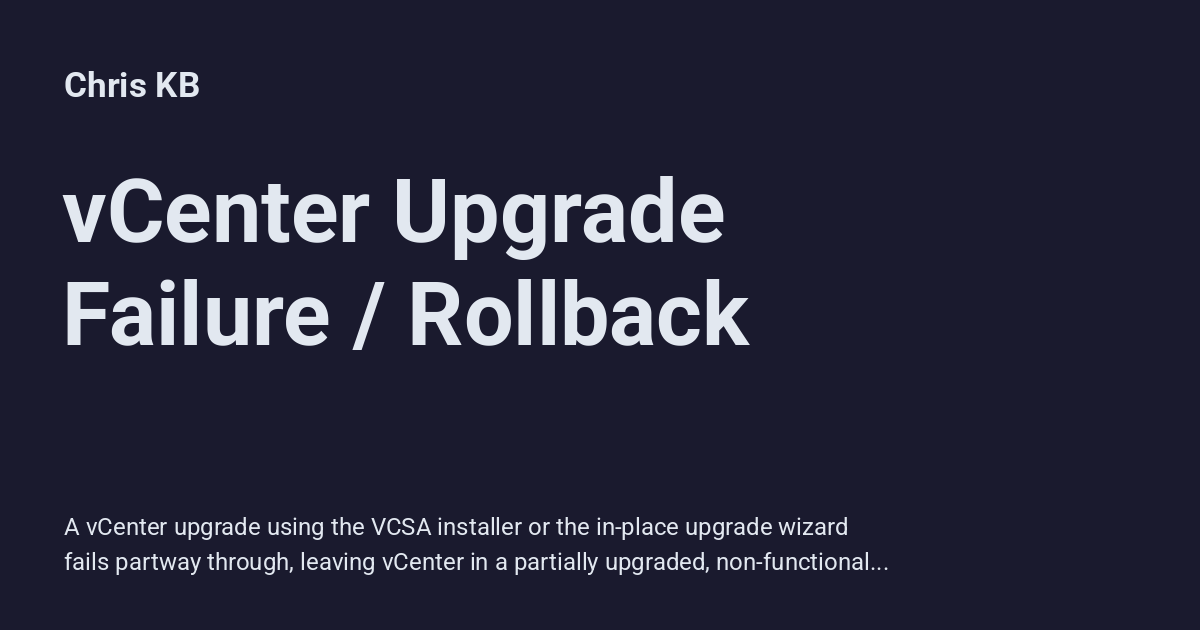 Chris KB
vCenter Upgrade
Failure / Rollback
A vCenter upgrade using the VCSA installer or the in-place upgrade wizard
fails partway through, leaving vCenter in a partially upgraded, non-functional...